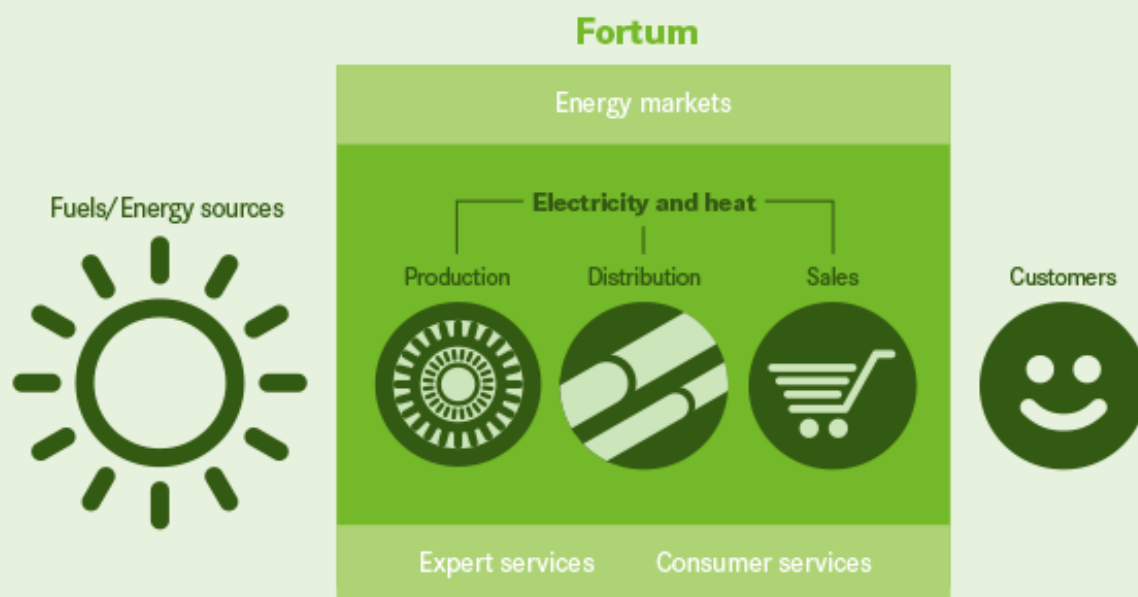 Fortum
Energy markets
Fuels/Energy sources
Electricity and heat
Production
Distribution
Sales
Customers
Expert services
Consumer services